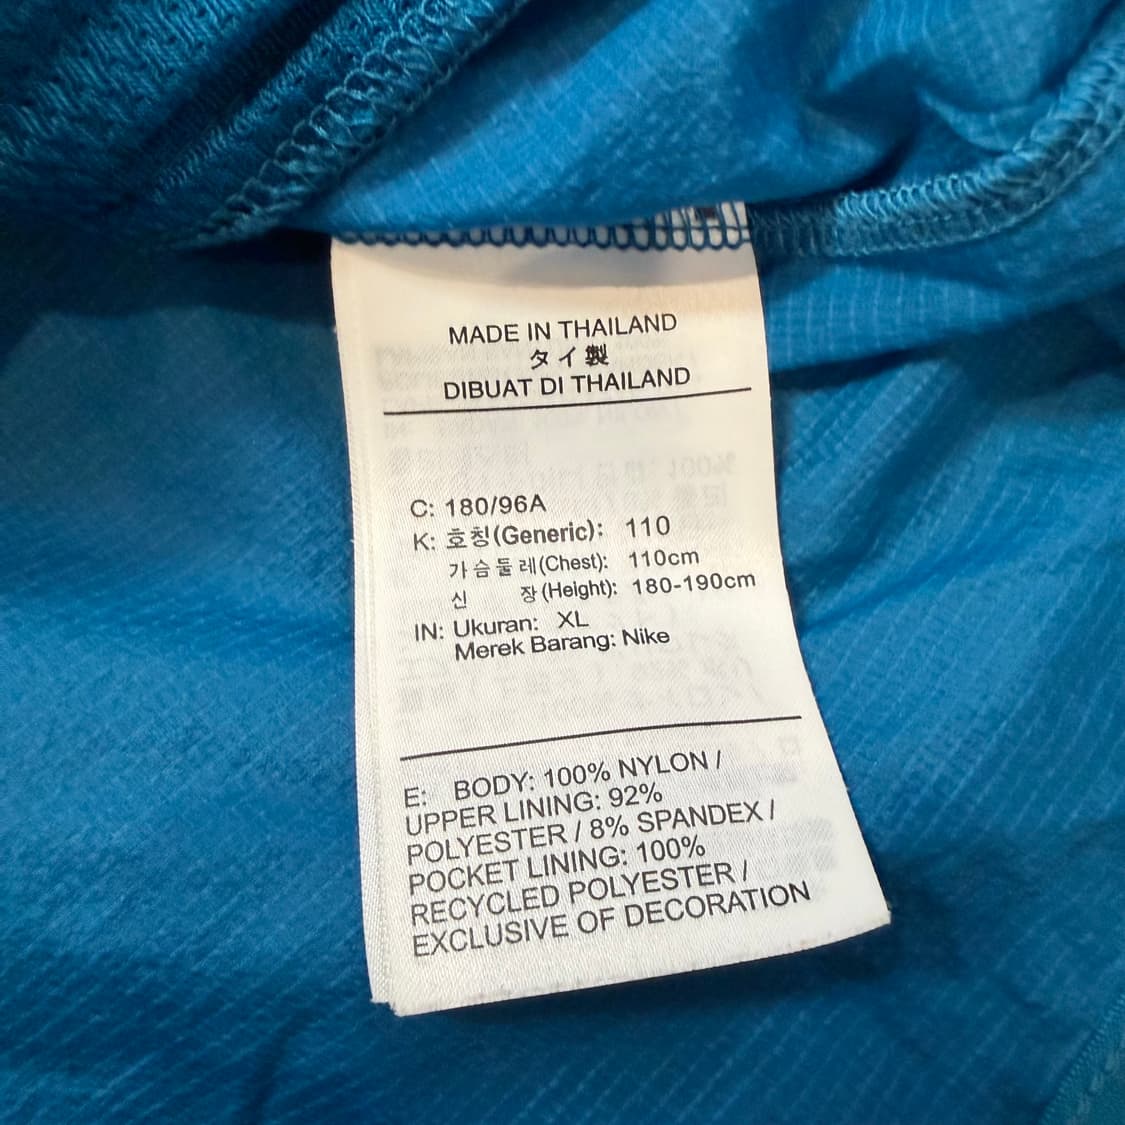 MADE IN THAILAND
タイ製
DIBUAT DI THAILAND
C: 180/96A
K: 호칭(Generic): 110
가슴둘레(Chest): 110cm
신 장(Height): 180-190cm
IN: Ukuran: XL
Merek Barang: Nike
E: BODY: 100% NYLON /
UPPER LINING: 92%
POLYESTER / 8% SPANDEX /
POCKET LINING: 100%
RECYCLED POLYESTER /
EXCLUSIVE OF DECORATION